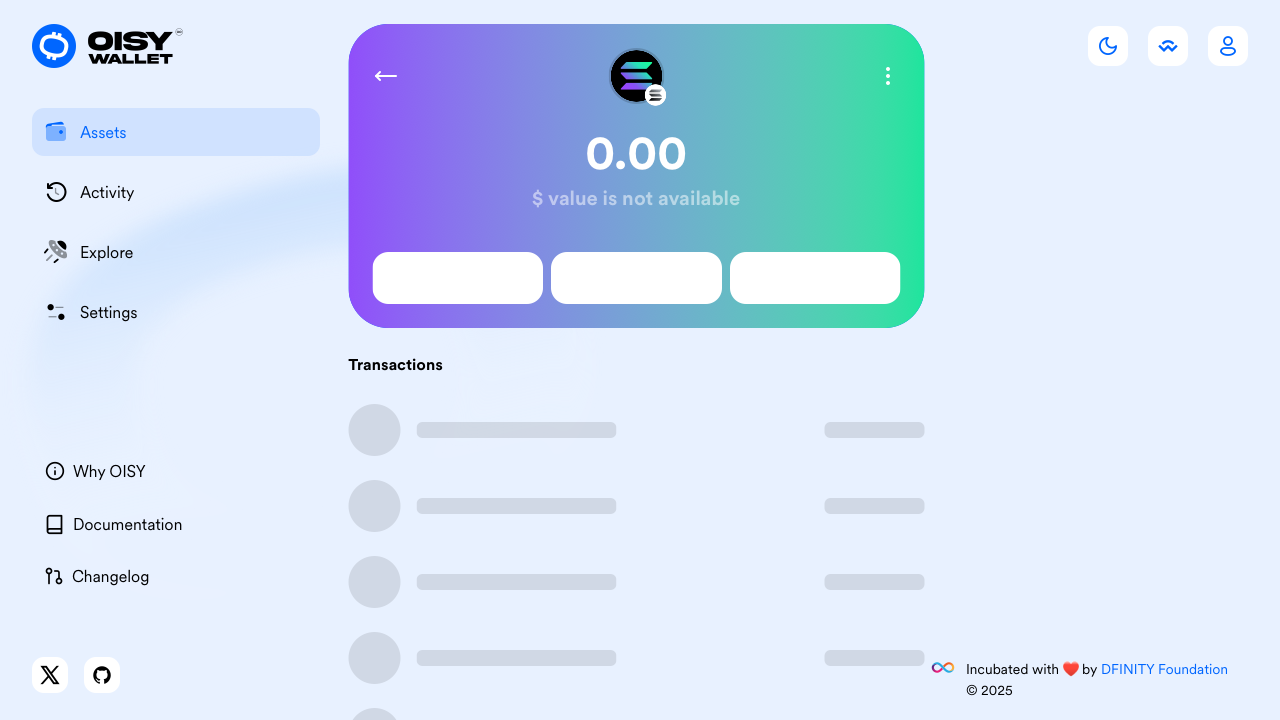 OISY
WALLET
Assets
Activity
Explore
Settings
Why OISY
Documentation
Changelog
0.00
$ value is not available
Transactions
Incubated with ❤️ by DFINITY Foundation
© 2025